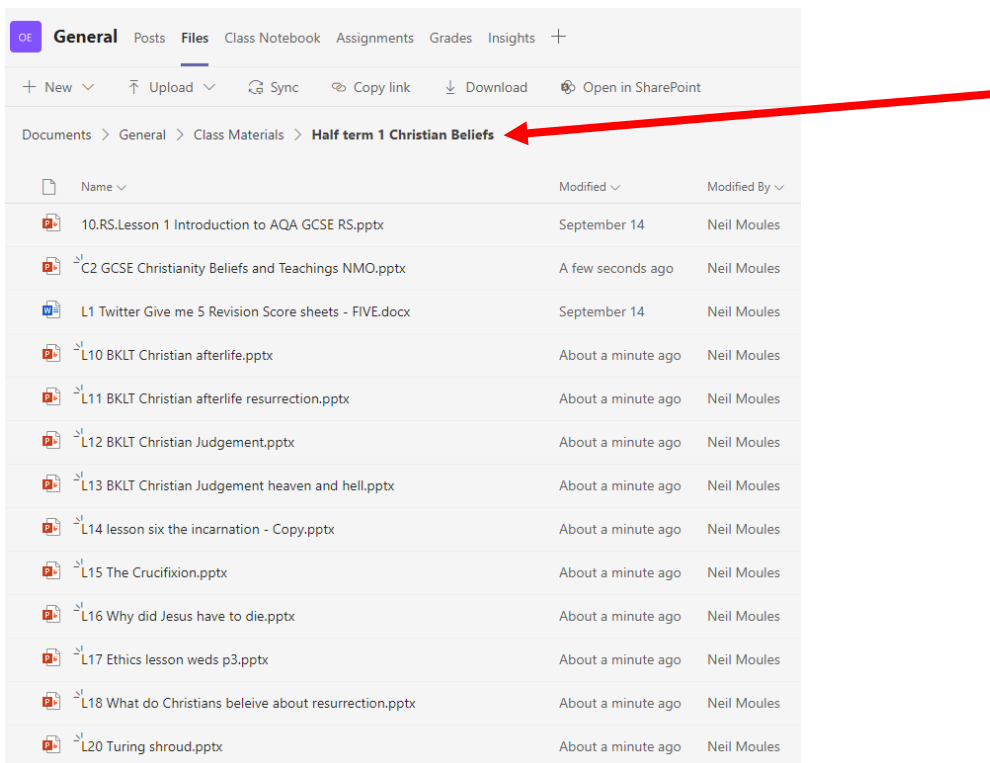 OE General Posts Files Class Notebook Assignments Grades Insights
New Upload Sync Copy link Download Open in SharePoint
Documents > General > Class Materials > Half term 1 Christian Beliefs
Name Modified Modified By
10.RS.Lesson 1 Introduction to AQA GCSE RS.pptx September 14 Neil Moules
C2 GCSE Christianity Beliefs and Teachings NMO.pptx A few seconds ago Neil Moules
L1 Twitter Give me 5 Revision Score sheets - FIVE.docx September 14 Neil Moules
L10 BKLT Christian afterlife.pptx About a minute ago Neil Moules
L11 BKLT Christian afterlife resurrection.pptx About a minute ago Neil Moules
L12 BKLT Christian Judgement.pptx About a minute ago Neil Moules
L13 BKLT Christian Judgement heaven and hell.pptx About a minute ago Neil Moules
L14 lesson six the incarnation - Copy.pptx About a minute ago Neil Moules
L15 The Crucifixion.pptx About a minute ago Neil Moules
L16 Why did Jesus have to die.pptx About a minute ago Neil Moules
L17 Ethics lesson weds p3.pptx About a minute ago Neil Moules
L18 What do Christians beleive about resurrection.pptx About a minute ago Neil Moules
L20 Turing shroud.pptx About a minute ago Neil Moules